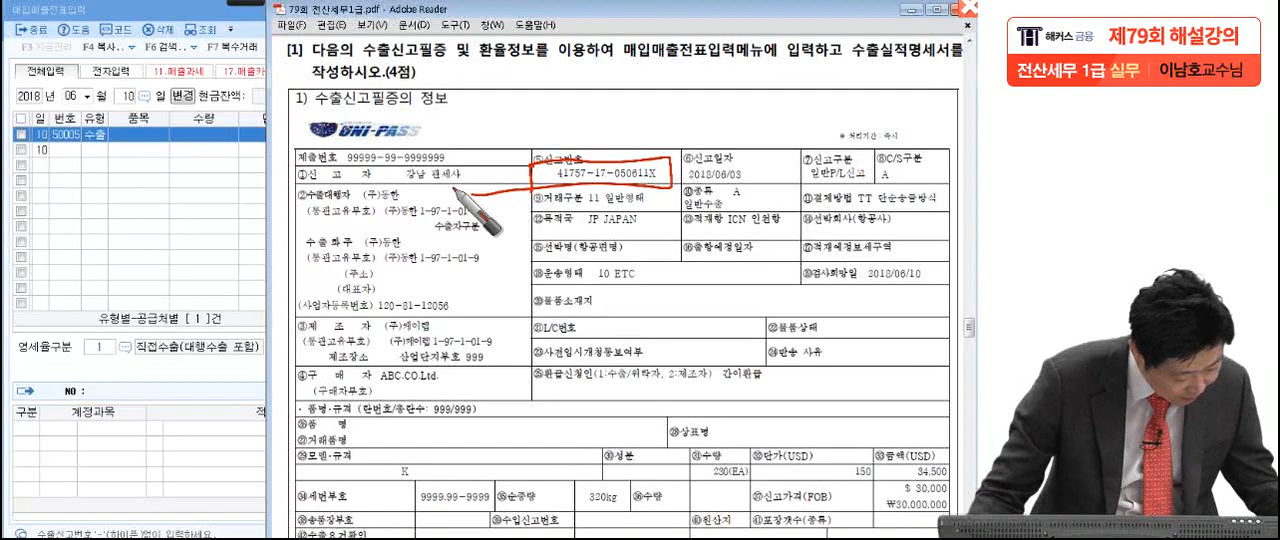 매입매출전표입력
종료 도움 코드 삭제 조회
F4 복사.. F6 검색.. F7 복수거래
전체입력 전자입력 11.매출과세 17.매출카
2018 년 06 월 10 일 변경 현금잔액:
일 번호 유형 품목 수량
10 50005 수출
10
유형별-공급처별 [ 1 ]건
영세율구분 1 직접수출(대행수출 포함)
NO :
구분 계정과목 적
수출신고번호'-'(하이픈)없이 입력하세요.
79회 전산세무1급.pdf - Adobe Reader
파일(F) 편집(E) 보기(V) 문서(D) 도구(T) 창(W) 도움말(H)
[1] 다음의 수출신고필증 및 환율정보를 이용하여 매입매출전표입력메뉴에 입력하고 수출실적명세서를
작성하시오.(4점)
1) 수출신고필증의 정보
UNI-PASS
※ 처리기간 : 즉시
제출번호 99999-99-9999999
⑤신고번호
41757-17-050611X
⑥신고일자
2018/06/03
⑦신고구분
일반P/L신고
⑧C/S구분
A
①신 고 자 강남 관세사
②수출대행자 (주)동한
(통관고유부호) (주)동한 1-97-1-01
수출자구분
⑨거래구분 11 일반형태
⑩종류 A
일반수출
⑪결제방법 TT 단순송금방식
⑫목적국 JP JAPAN
⑬적재항 ICN 인천항
⑭선박회사(항공사)
수 출 화 주 (주)동한
(통관고유부호) (주)동한 1-97-1-01-9
(주소)
(대표자)
(사업자등록번호) 120-81-12056
⑮선박명(항공편명)
⑯출항예정일자
⑰적재예정보세구역
⑱운송형태 10 ETC
⑲검사희망일 2018/06/10
⑳물품소재지
③제 조 자 (주)케이랩
(통관고유부호) (주)케이랩 1-97-1-01-9
제조장소 산업단지부호 999
㉑L/C번호
㉒물품상태
㉓사전임시개청통보여부
㉔반송 사유
④구 매 자 ABC.CO.Ltd.
(구매자부호)
㉕환급신청인(1:수출/위탁자, 2:제조자) 간이환급
· 품명·규격 (란번호/총란수: 999/999)
㉖품 명
㉗거래품명
㉘상표명
㉙모델·규격 ㉚성분 ㉛수량 ㉜단가(USD) ㉝금액(USD)
K 230(EA) 150 34,500
㉞세번부호 9999.99-9999 ㉟순중량 320kg ㊱수량 ㊲신고가격(FOB)
$ 30,000
₩30,000,000
㊳송품장부호 ㊴수입신고번호 ㊵원산지 ㊶포장갯수(종류)
㊷수출요건확인
해커스 금융 제79회 해설강의
전산세무 1급 실무 이남호교수님